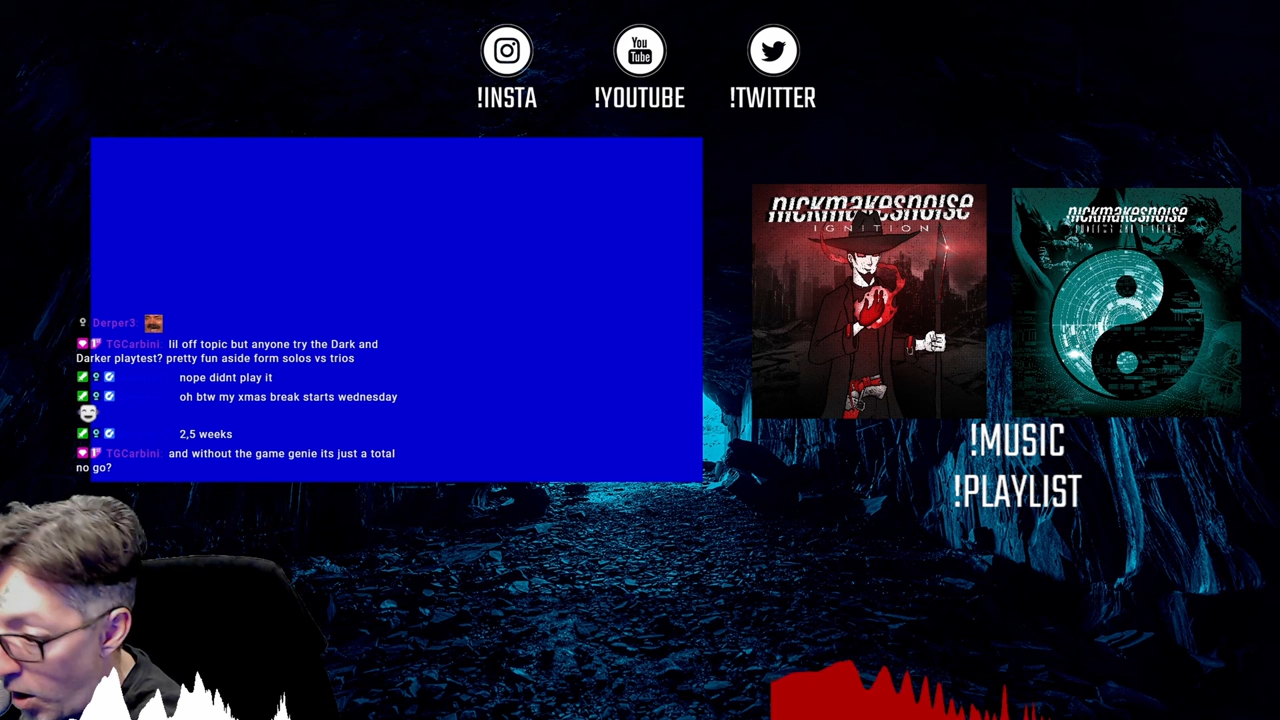 !INSTA
You
Tube
!YOUTUBE
!TWITTER
nickmakesnoise
IGNITION
nickmakesnoise
Derper3:
TGCarbini: lil off topic but anyone try the Dark and
Darker playtest? pretty fun aside form solos vs trios
nope didnt play it
oh btw my xmas break starts wednesday
2,5 weeks
TGCarbini: and without the game genie its just a total
no go?
!MUSIC
!PLAYLIST